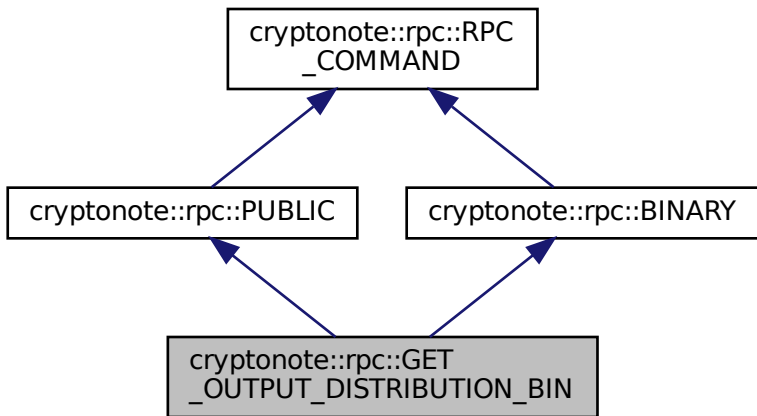 cryptonote::rpc::RPC
_COMMAND
cryptonote::rpc::PUBLIC
cryptonote::rpc::BINARY
cryptonote::rpc::GET
_OUTPUT_DISTRIBUTION_BIN